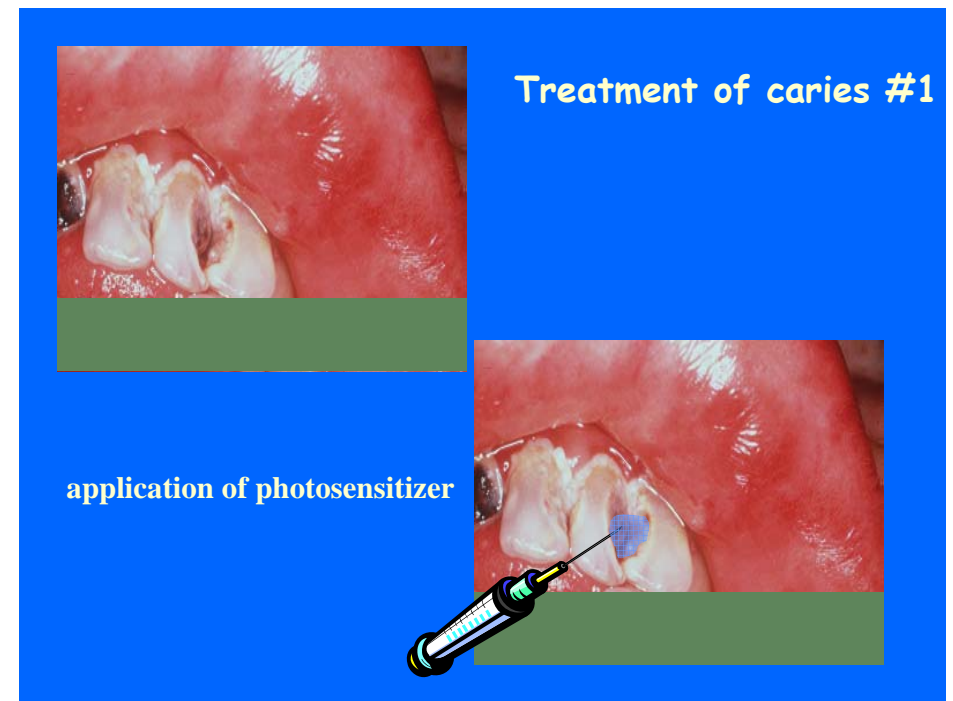 Treatment of caries #1
application of photosensitizer